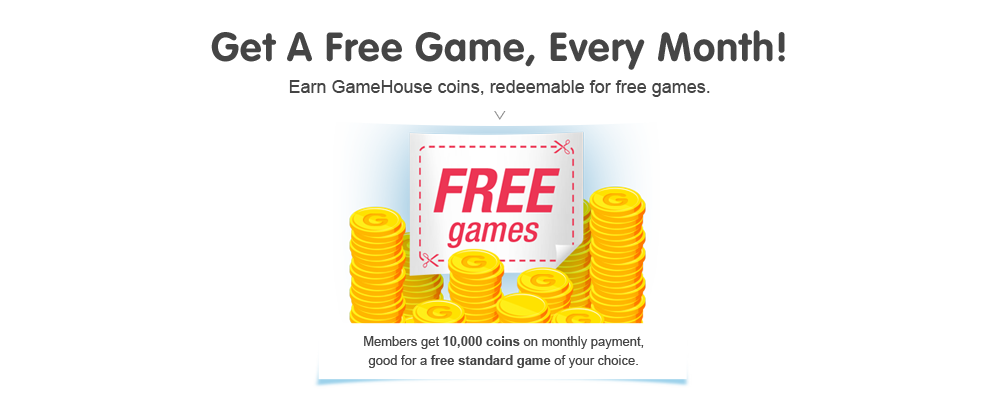 Get A Free Game, Every Month!
Earn GameHouse coins, redeemable for free games.
FREE
games
G
G
G
G
G
G
Members get 10,000 coins on monthly payment,
good for a free standard game of your choice.